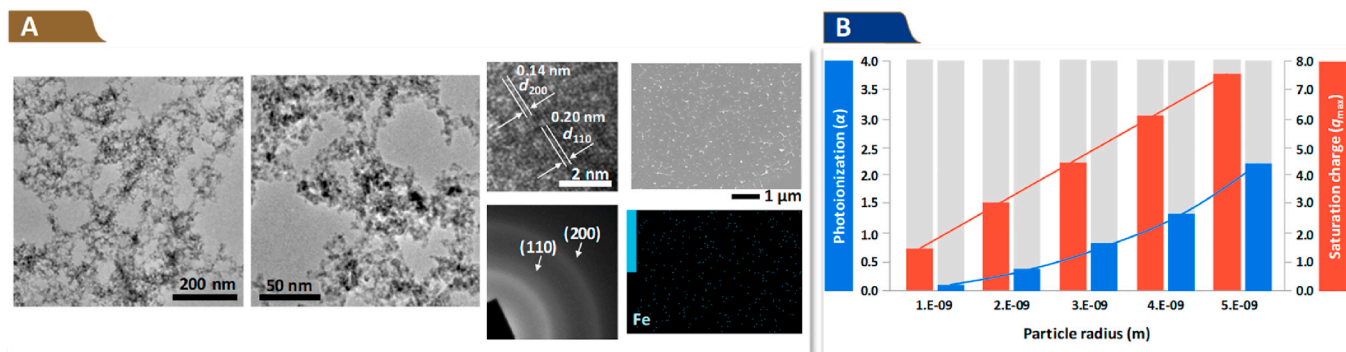 A
200 nm
50 nm
0.14 nm
d200
0.20 nm
d110
2 nm
1 μm
(110)
(200)
Fe
B
Photoionization (α)
4.0
3.5
3.0
2.5
2.0
1.5
1.0
0.5
0.0
8.0
7.0
6.0
5.0
4.0
3.0
2.0
1.0
0.0
Saturation charge (qmax)
1.E-09 2.E-09 3.E-09 4.E-09 5.E-09
Particle radius (m)